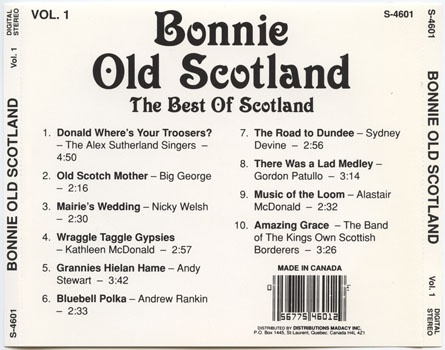 VOL. 1
S-4601
Bonnie
Old Scotland
The Best Of Scotland
1. Donald Where's Your Troosers?
– The Alex Sutherland Singers –
4:50
2. Old Scotch Mother – Big George
– 2:16
3. Mairie's Wedding – Nicky Welsh
– 2:30
4. Wraggle Taggle Gypsies
– Kathleen McDonald – 2:57
5. Grannies Hielan Hame – Andy
Stewart – 3:42
6. Bluebell Polka – Andrew Rankin
– 2:33
7. The Road to Dundee – Sydney
Devine – 2:56
8. There Was a Lad Medley –
Gordon Patullo – 3:14
9. Music of the Loom – Alastair
McDonald – 2:32
10. Amazing Grace – The Band
of The Kings Own Scottish
Borderers – 3:26
MADE IN CANADA
0 56775 46012
DISTRIBUTED BY DISTRIBUTIONS MADACY INC.
P.O. Box 1445, St-Laurent, Quebec, Canada H4L 4Z1
S-4601
BONNIE OLD SCOTLAND
Vol. 1
DIGITAL
STEREO
S-4601
BONNIE OLD SCOTLAND
Vol. 1
DIGITAL
STEREO